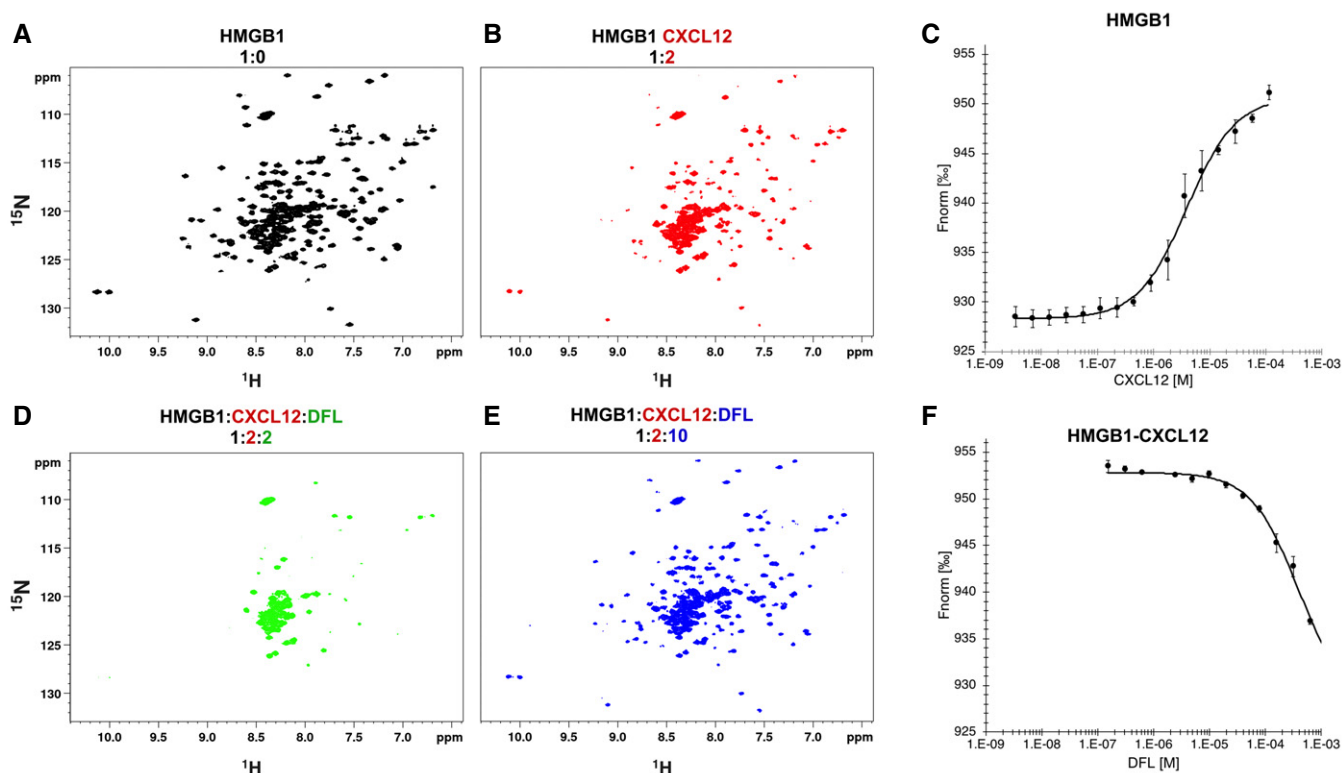 A
HMGB1
1:0
ppm
110
115
120
125
130
15N
10.0 9.5 9.0 8.5 8.0 7.5 7.0 ppm
1H
B
HMGB1 CXCL12
1:2
10.0 9.5 9.0 8.5 8.0 7.5 7.0 ppm
1H
C
HMGB1
955
950
945
940
935
930
925
Fnorm [‰]
1.E-09 1.E-08 1.E-07 1.E-06 1.E-05 1.E-04 1.E-03
CXCL12 [M]
D
HMGB1:CXCL12:DFL
1:2:2
ppm
110
115
120
125
130
15N
10.0 9.5 9.0 8.5 8.0 7.5 7.0 ppm
1H
E
HMGB1:CXCL12:DFL
1:2:10
10.0 9.5 9.0 8.5 8.0 7.5 7.0 ppm
1H
F
HMGB1-CXCL12
955
950
945
940
935
930
925
Fnorm [‰]
1.E-09 1.E-08 1.E-07 1.E-06 1.E-05 1.E-04 1.E-03
DFL [M]